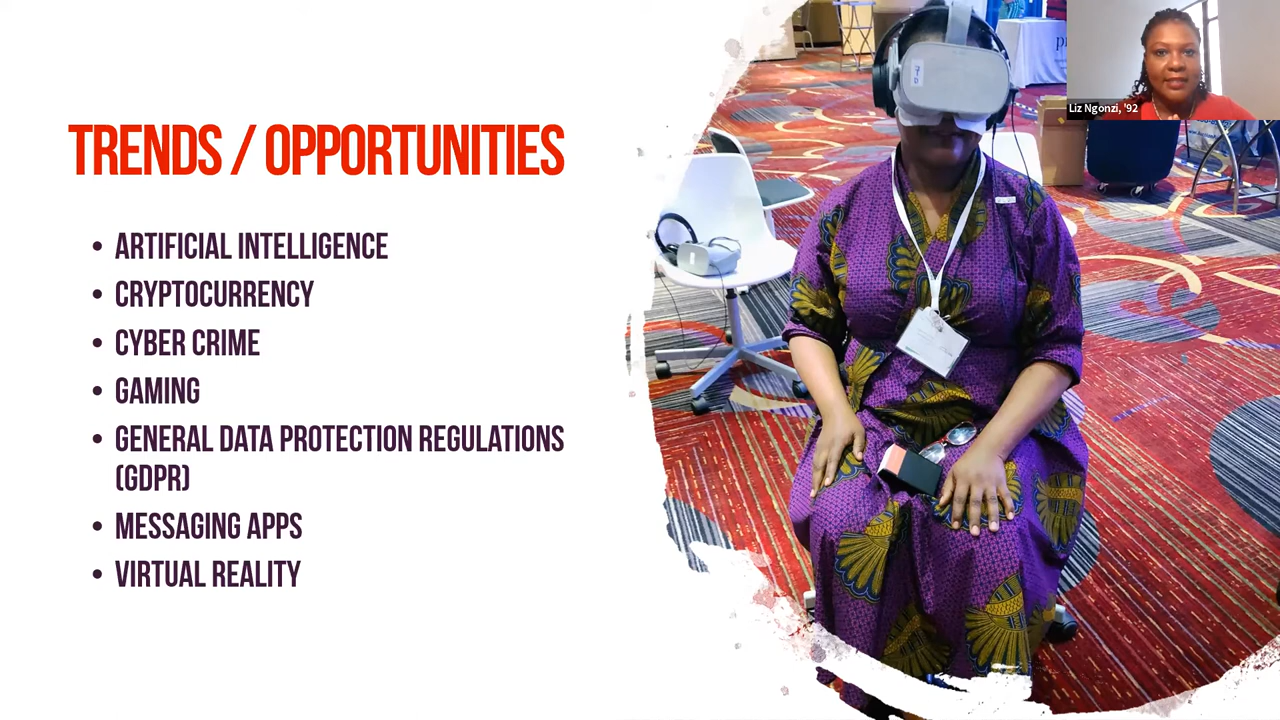 TRENDS / OPPORTUNITIES
• ARTIFICIAL INTELLIGENCE
• CRYPTOCURRENCY
• CYBER CRIME
• GAMING
• GENERAL DATA PROTECTION REGULATIONS
(GDPR)
• MESSAGING APPS
• VIRTUAL REALITY
Liz Ngonzi, '92